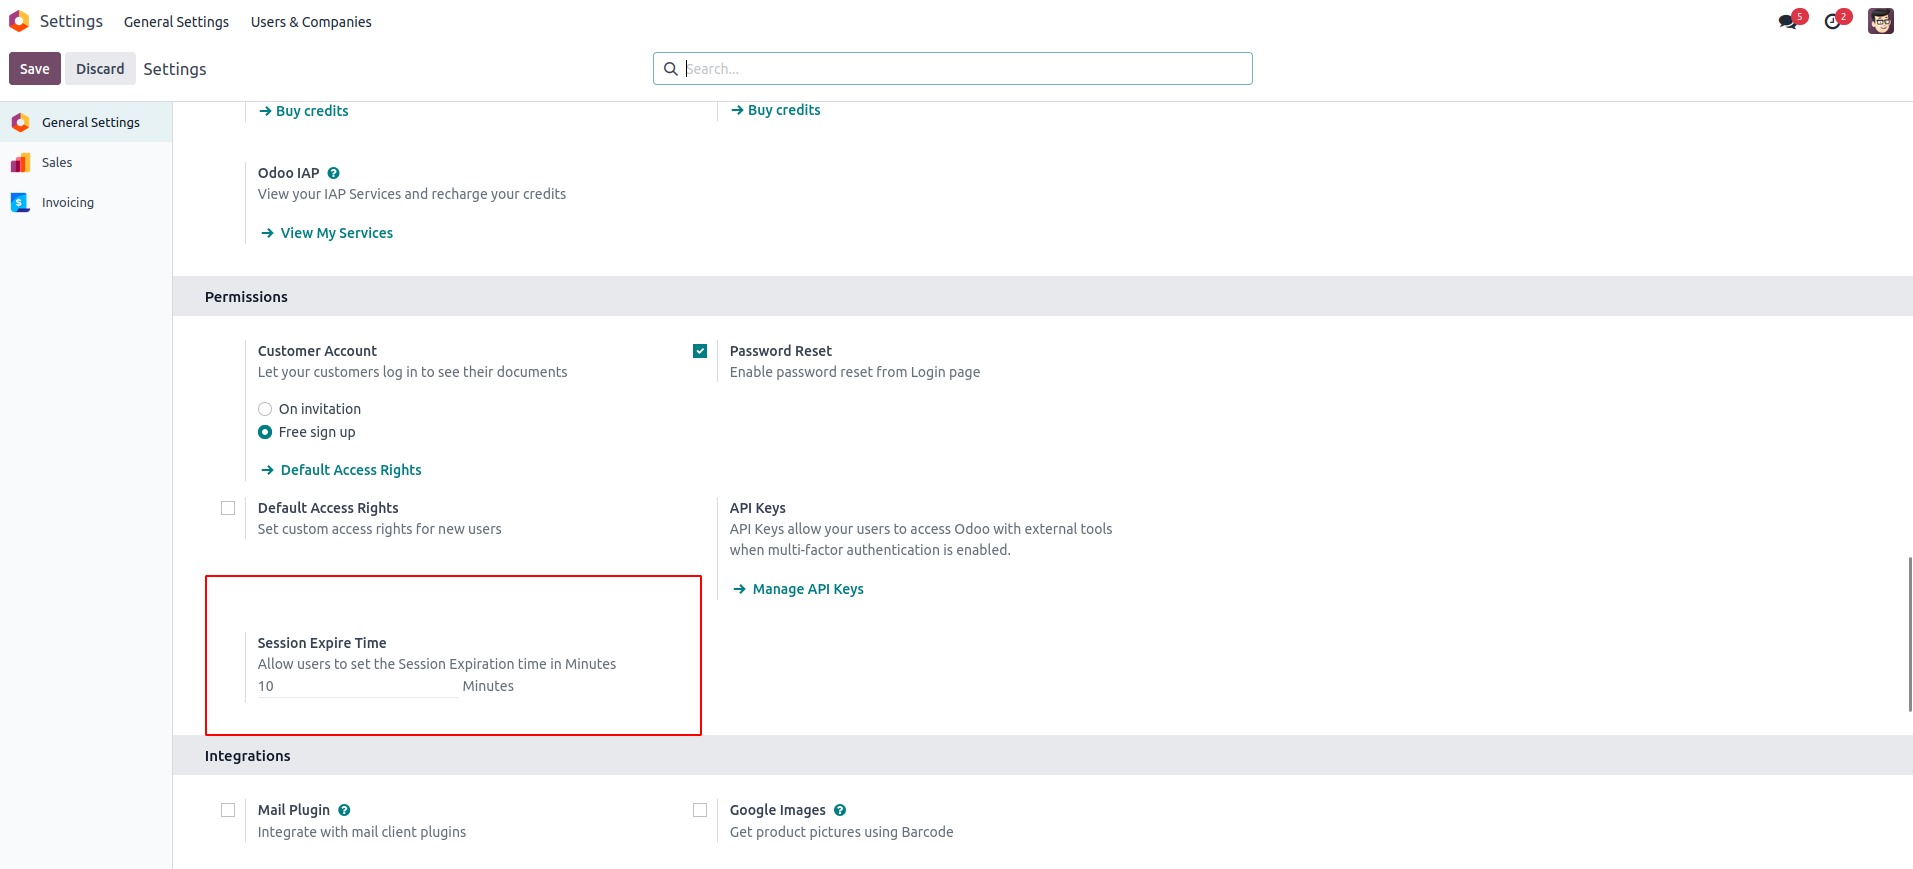 Settings General Settings Users & Companies 5 2
Save Discard Settings Search...
General Settings
Sales
Invoicing
Buy credits Buy credits
Odoo IAP ?
View your IAP Services and recharge your credits
View My Services
Permissions
Customer Account
Let your customers log in to see their documents
On invitation
Free sign up
Default Access Rights
Password Reset
Enable password reset from Login page
Default Access Rights
Set custom access rights for new users
API Keys
API Keys allow your users to access Odoo with external tools
when multi-factor authentication is enabled.
Manage API Keys
Session Expire Time
Allow users to set the Session Expiration time in Minutes
10 Minutes
Integrations
Mail Plugin ?
Integrate with mail client plugins
Google Images ?
Get product pictures using Barcode